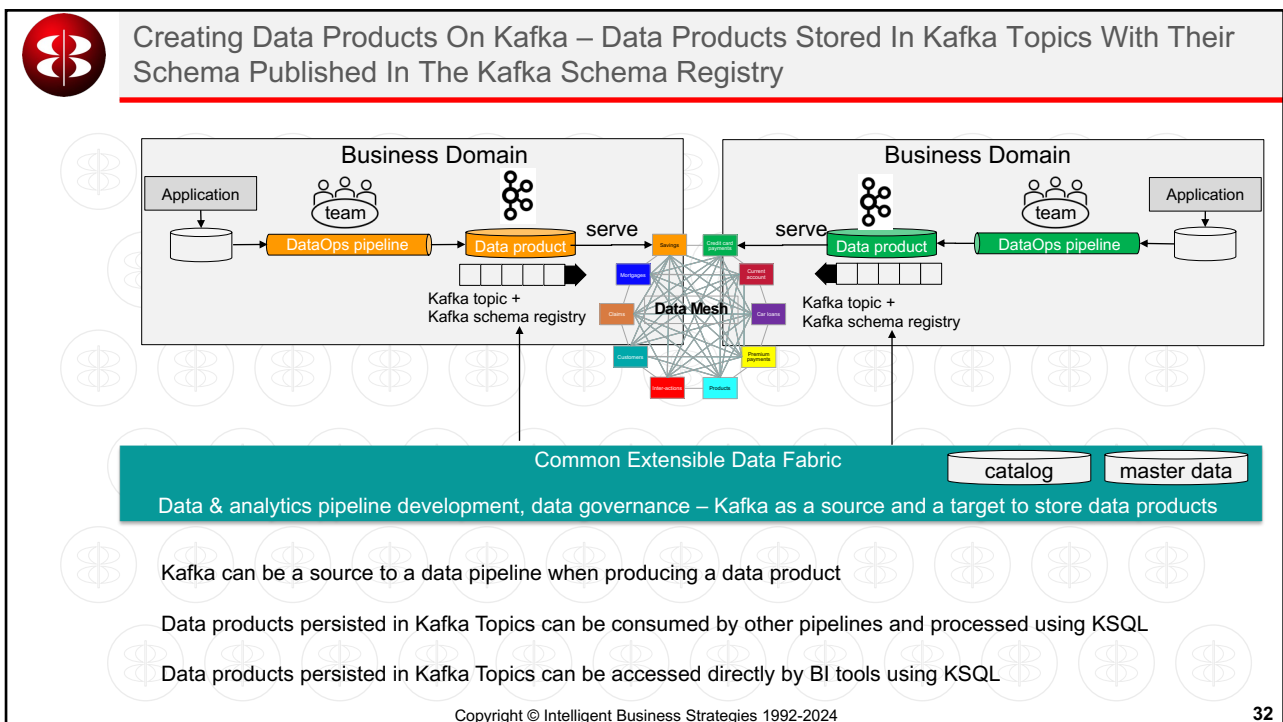 Creating Data Products On Kafka – Data Products Stored In Kafka Topics With Their
Schema Published In The Kafka Schema Registry
Business Domain
Application
team
DataOps pipeline
Data product
serve
Kafka topic +
Kafka schema registry
Business Domain
serve
Data product
team
DataOps pipeline
Application
Kafka topic +
Kafka schema registry
Savings
Credit card
payments
Mortgages
Current
account
Claims
Data Mesh
Car loans
Customers
Premium
payments
Inter-actions
Products
Common Extensible Data Fabric
catalog
master data
Data & analytics pipeline development, data governance – Kafka as a source and a target to store data products
Kafka can be a source to a data pipeline when producing a data product
Data products persisted in Kafka Topics can be consumed by other pipelines and processed using KSQL
Data products persisted in Kafka Topics can be accessed directly by BI tools using KSQL
Copyright © Intelligent Business Strategies 1992-2024
32